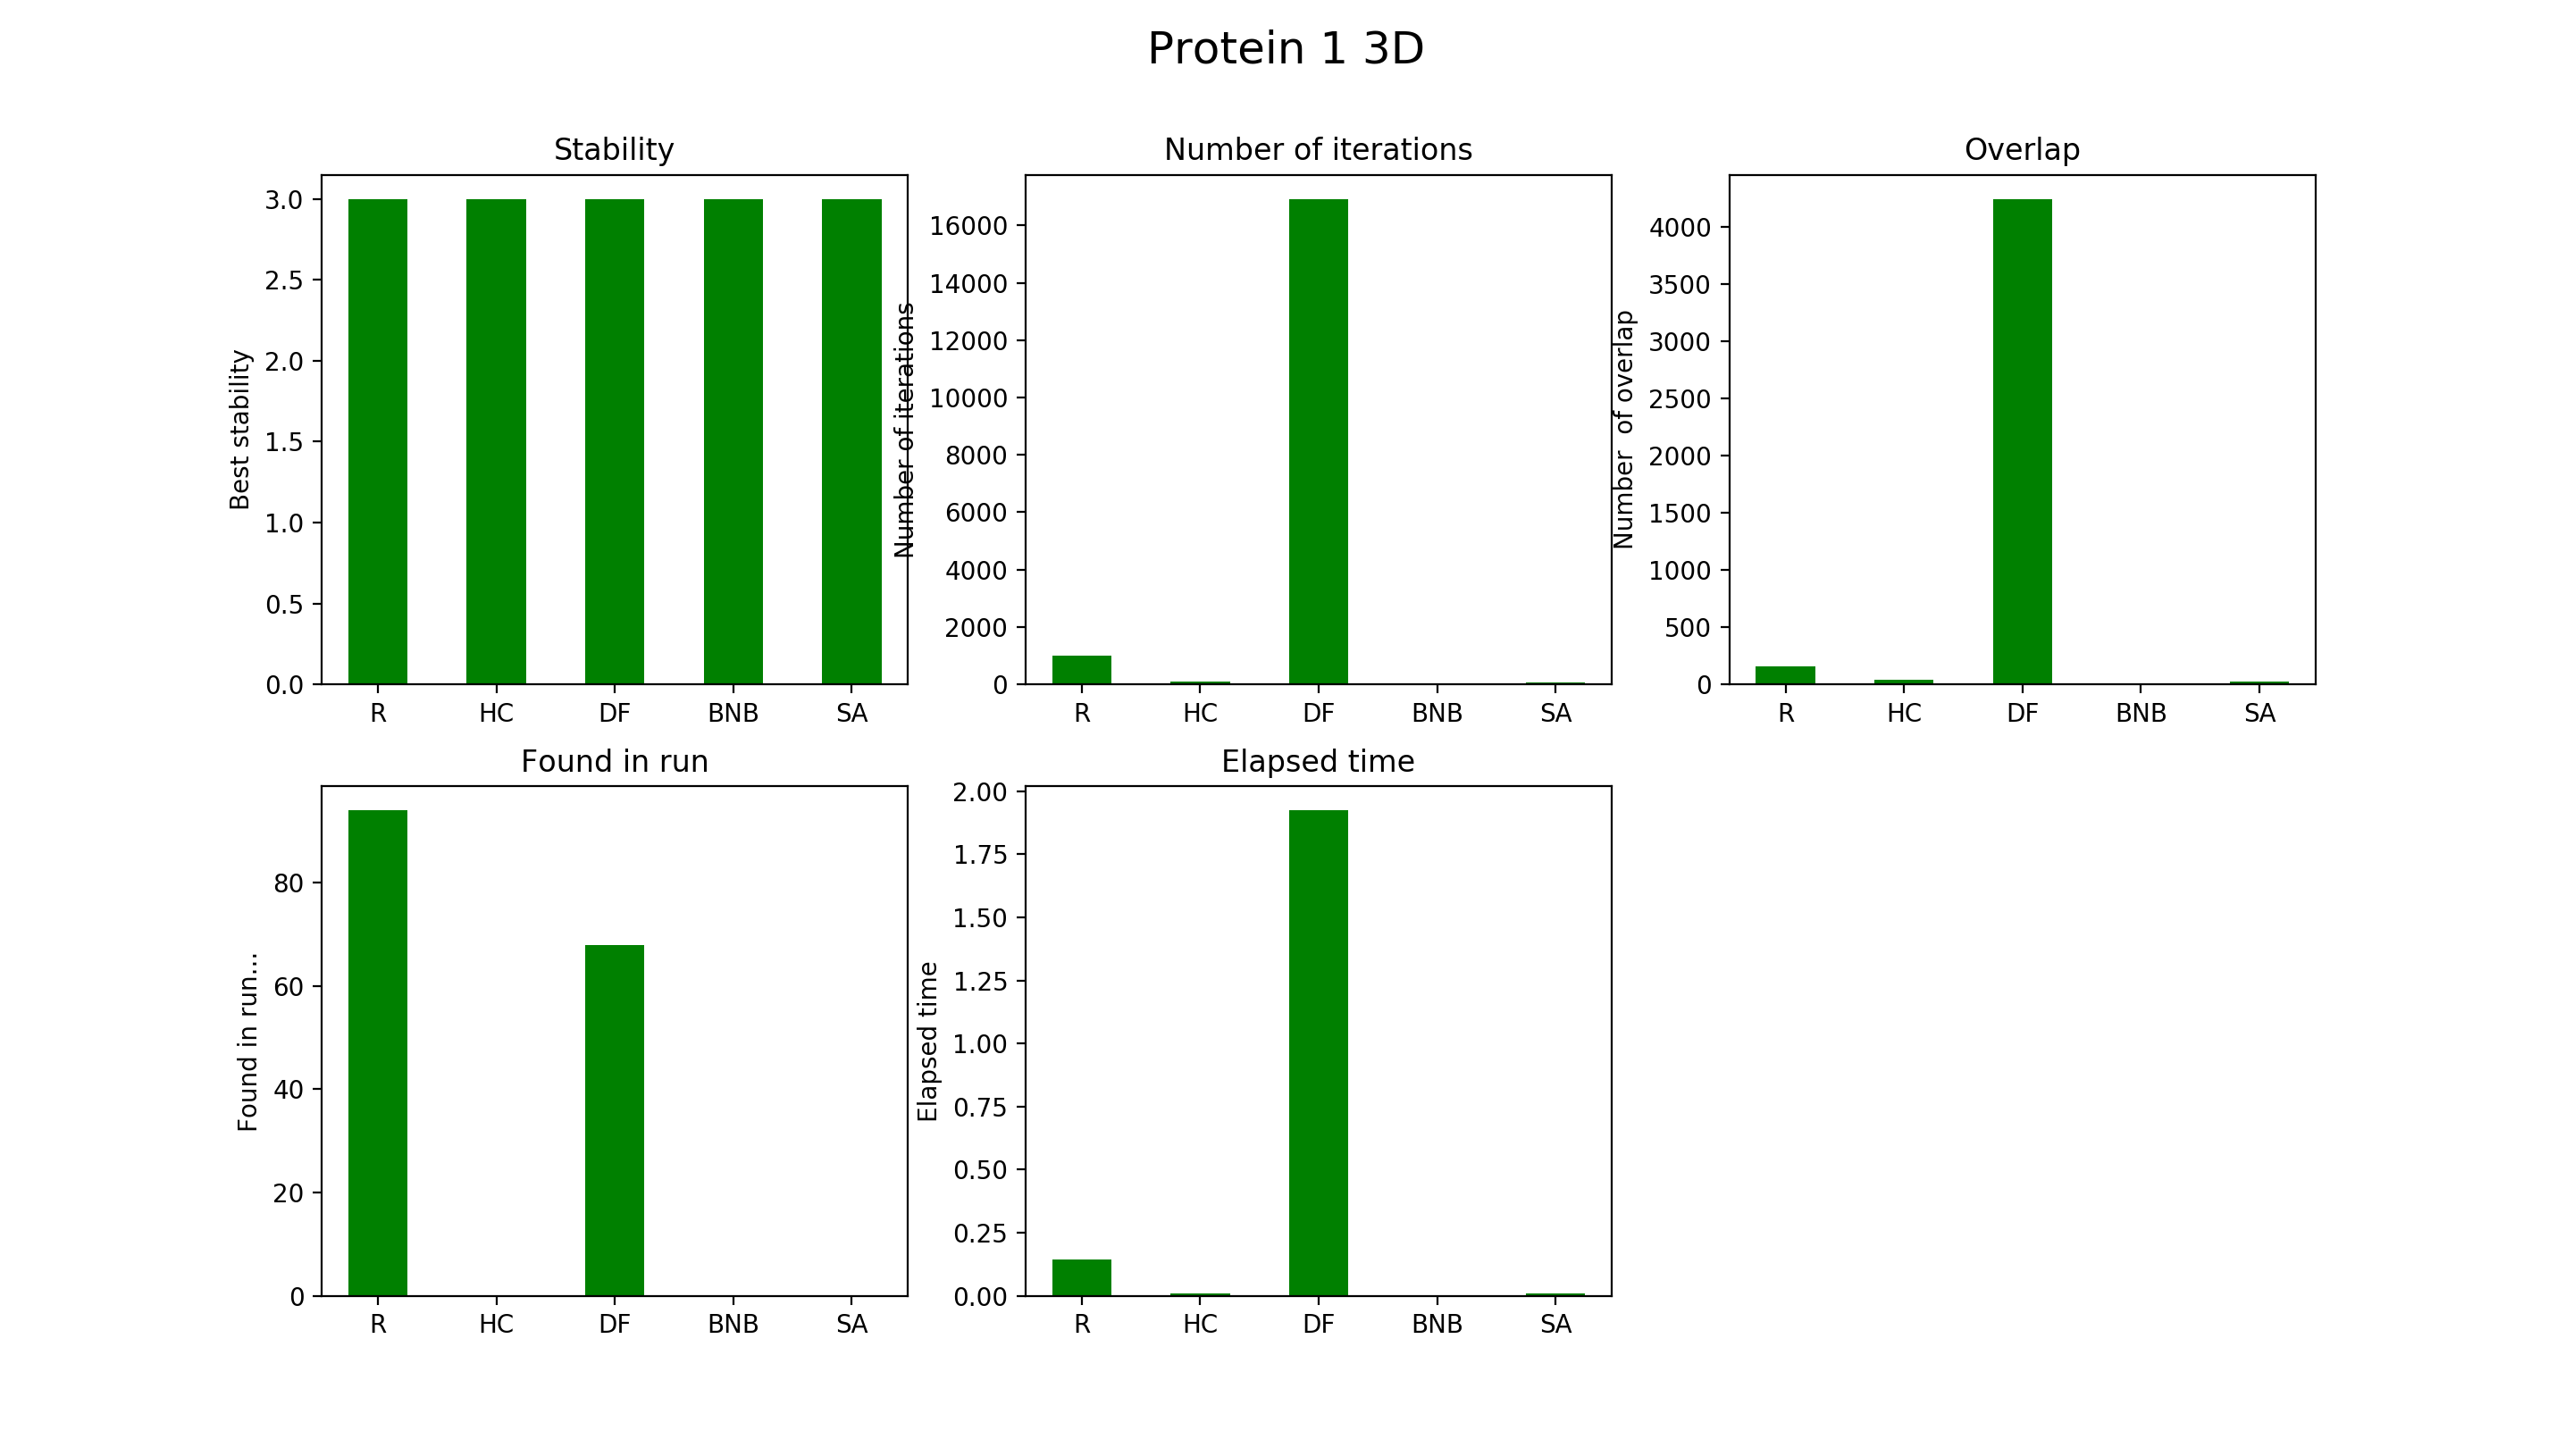 Protein 1 3D
Stability
Best stability
3.0
2.5
2.0
1.5
1.0
0.5
0.0
R HC DF BNB SA
Number of iterations
Number of iterations
16000
14000
12000
10000
8000
6000
4000
2000
0
R HC DF BNB SA
Overlap
Number of overlap
4000
3500
3000
2500
2000
1500
1000
500
0
R HC DF BNB SA
Found in run
Found in run...
80
60
40
20
0
R HC DF BNB SA
Elapsed time
Elapsed time
2.00
1.75
1.50
1.25
1.00
0.75
0.50
0.25
0.00
R HC DF BNB SA